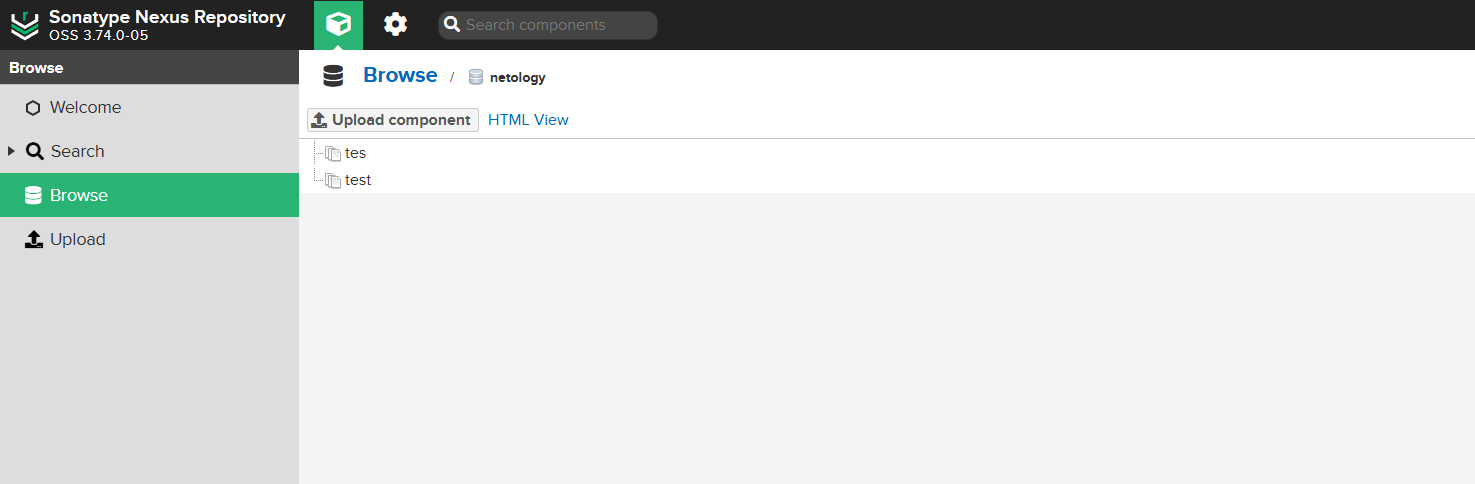 Sonatype Nexus Repository
OSS 3.74.0-05
Search components
Browse
Welcome
Search
Browse
Upload
Browse / netology
Upload component HTML View
tes
test